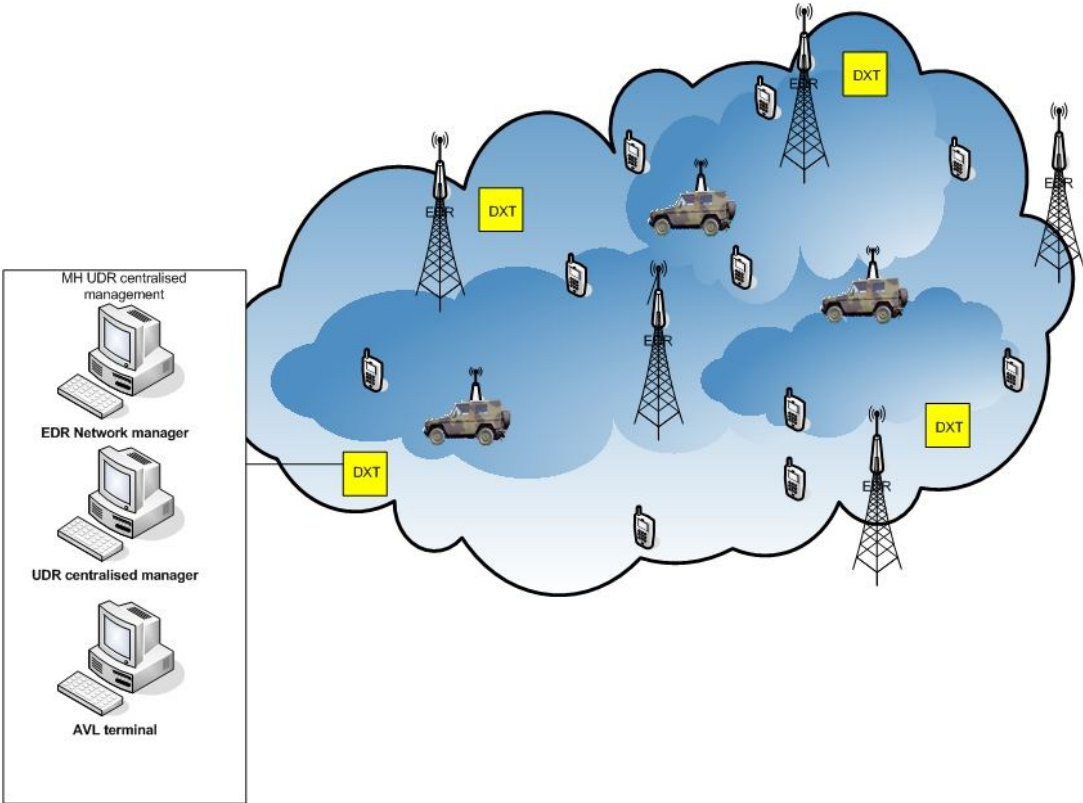 MH UDR centralised
management
EDR Network manager
UDR centralised manager
AVL terminal
EDR
DXT
EDR
DXT
EDR
EDR
DXT
EDR
DXT